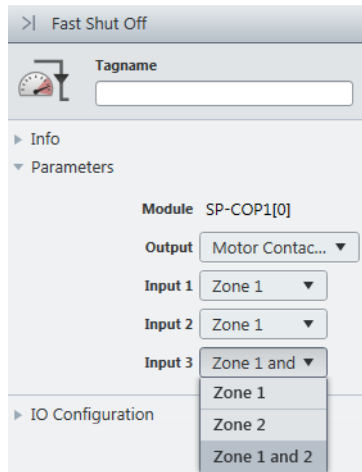 Fast Shut Off
Tagname
Info
Parameters
Module SP-COP1[0]
Output Motor Contac...
Input 1 Zone 1
Input 2 Zone 1
Input 3 Zone 1 and
Zone 1
IO Configuration
Zone 2
Zone 1 and 2